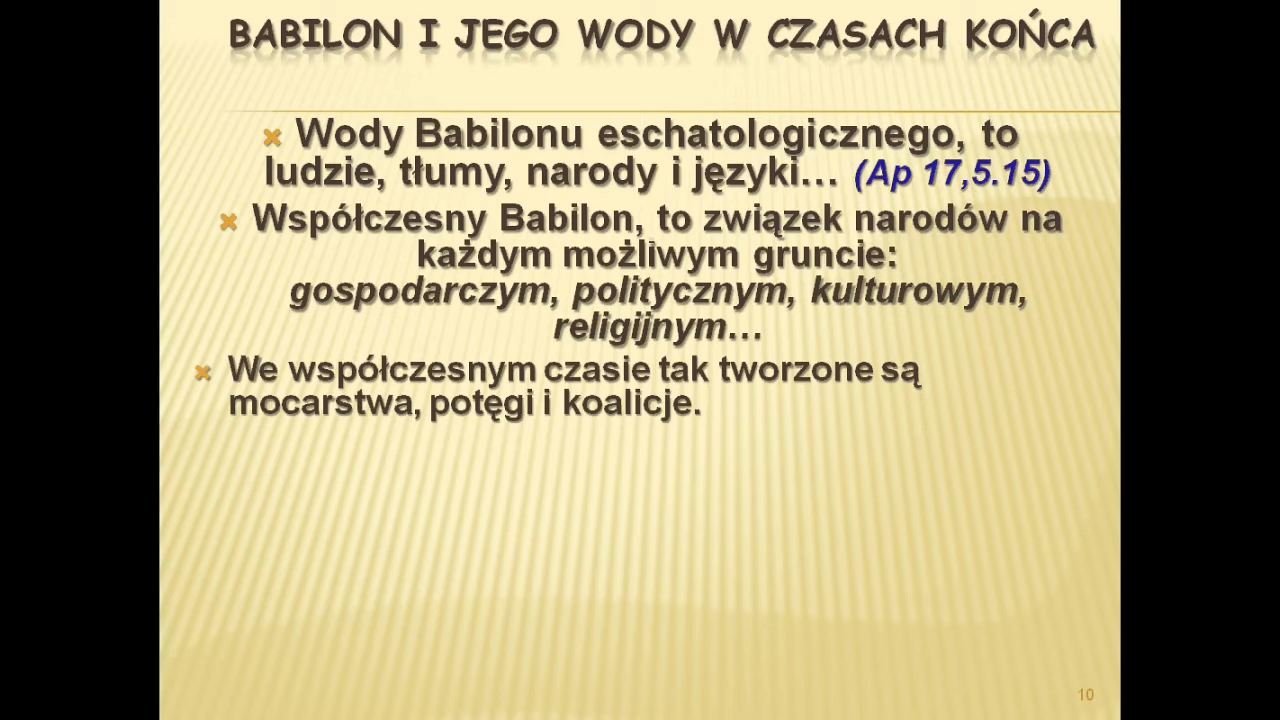 BABILON I JEGO WODY W CZASACH KOŃCA
Wody Babilonu eschatologicznego, to
ludzie, tłumy, narody i języki… (Ap 17,5.15)
Współczesny Babilon, to związek narodów na
każdym możliwym gruncie:
gospodarczym, politycznym, kulturowym,
religijnym…
We współczesnym czasie tak tworzone są
mocarstwa, potęgi i koalicje.
10